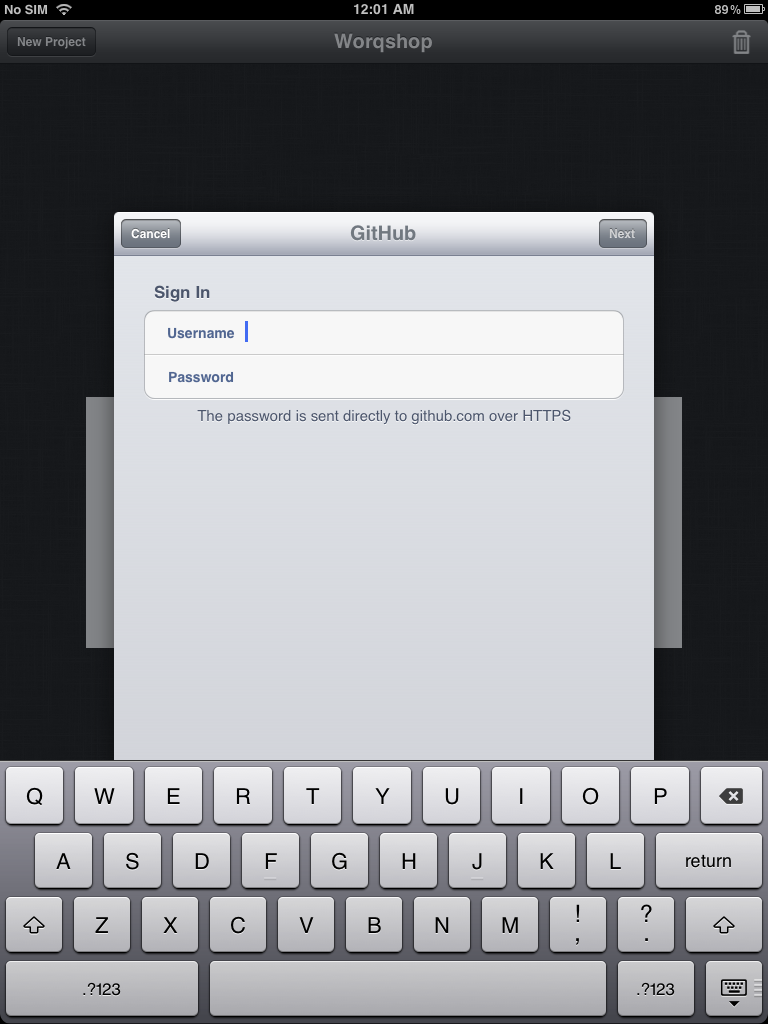 No SIM 12:01 AM 89%
New Project Worqshop
Cancel GitHub Next
Sign In
Username
Password
The password is sent directly to github.com over HTTPS
Q W E R T Y U I O P
A S D F G H J K L return
Z X C V B N M ! , ? .
.?123 .?123